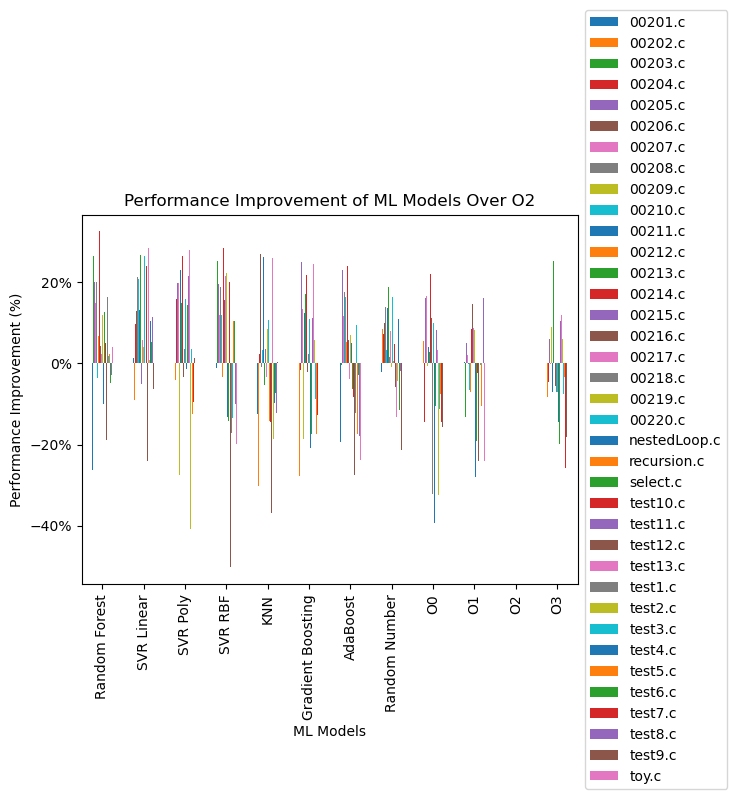 Performance Improvement of ML Models Over O2
Performance Improvement (%)
20%
0%
−20%
−40%
Random Forest
SVR Linear
SVR Poly
SVR RBF
KNN
Gradient Boosting
AdaBoost
Random Number
O0
O1
O2
O3
ML Models
00201.c
00202.c
00203.c
00204.c
00205.c
00206.c
00207.c
00208.c
00209.c
00210.c
00211.c
00212.c
00213.c
00214.c
00215.c
00216.c
00217.c
00218.c
00219.c
00220.c
nestedLoop.c
recursion.c
select.c
test10.c
test11.c
test12.c
test13.c
test1.c
test2.c
test3.c
test4.c
test5.c
test6.c
test7.c
test8.c
test9.c
toy.c